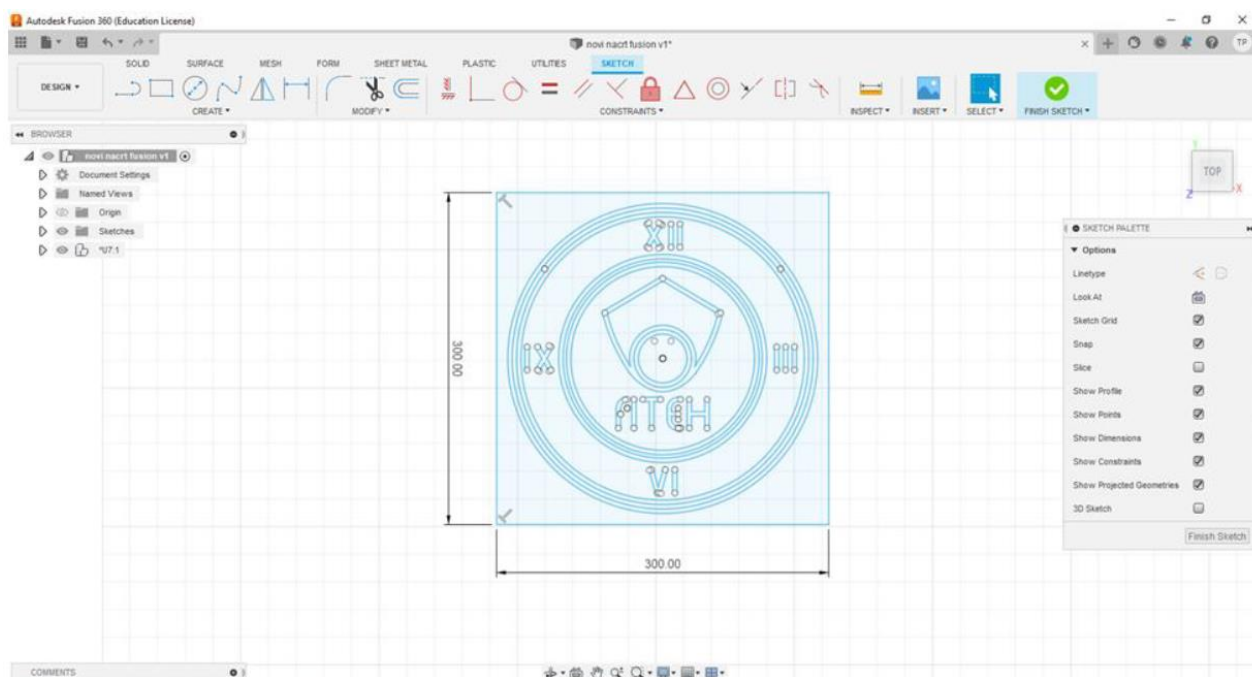 Autodesk Fusion 360 (Education License)
novi nacrt fusion v1*
TP
SOLID SURFACE MESH FORM SHEET METAL PLASTIC UTILITIES SKETCH
DESIGN
CREATE MODIFY CONSTRAINTS INSPECT INSERT SELECT FINISH SKETCH
BROWSER
novi nacrt fusion v1
Document Settings
Named Views
Origin
Sketches
TOP
X
Z
SKETCH PALETTE
Options
Linetype
Look At
Sketch Grid
Snap
Slice
Show Profile
Show Points
Show Dimensions
Show Constraints
Show Projected Geometries
3D Sketch
Finish Sketch
XII
IX
III
VI
300.00
300.00
COMMENTS